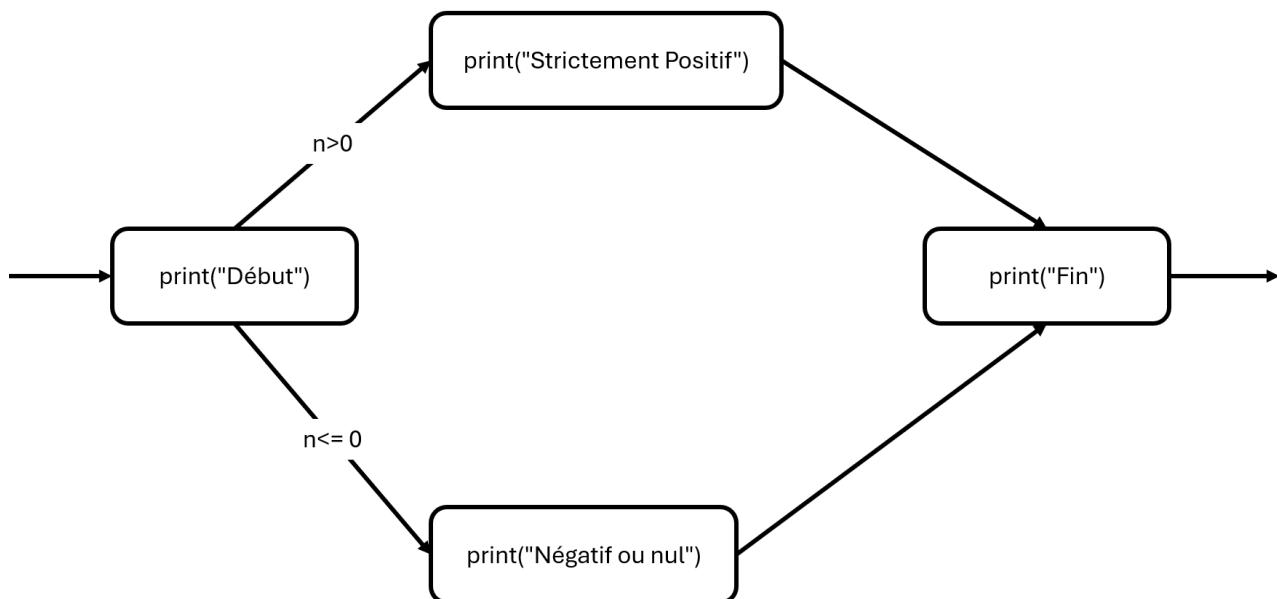 print("Strictement Positif")
n>0
print("Début")
print("Fin")
n<= 0
print("Négatif ou nul")